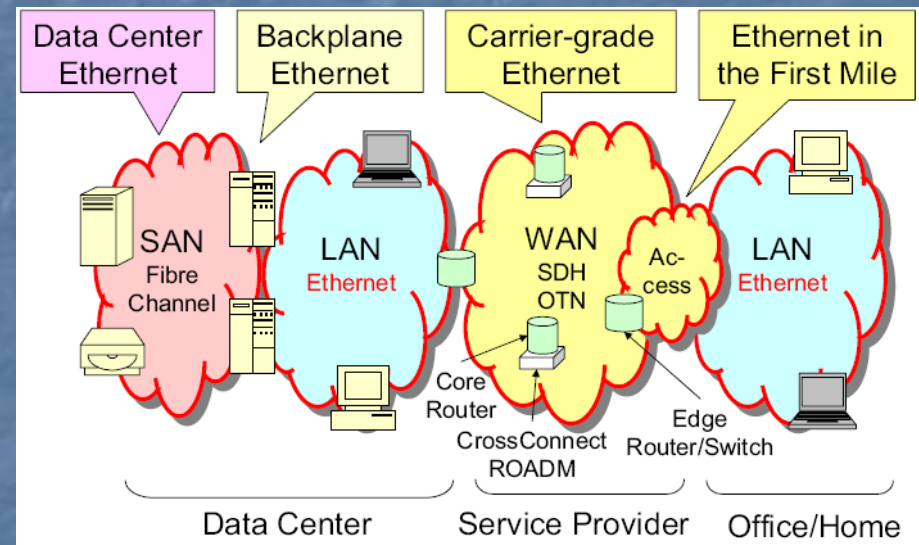 Data Center
Ethernet
Backplane
Ethernet
Carrier-grade
Ethernet
Ethernet in
the First Mile
SAN
Fibre
Channel
LAN
Ethernet
WAN
SDH
OTN
Ac-
cess
LAN
Ethernet
Core
Router
CrossConnect
ROADM
Edge
Router/Switch
Data Center
Service Provider
Office/Home